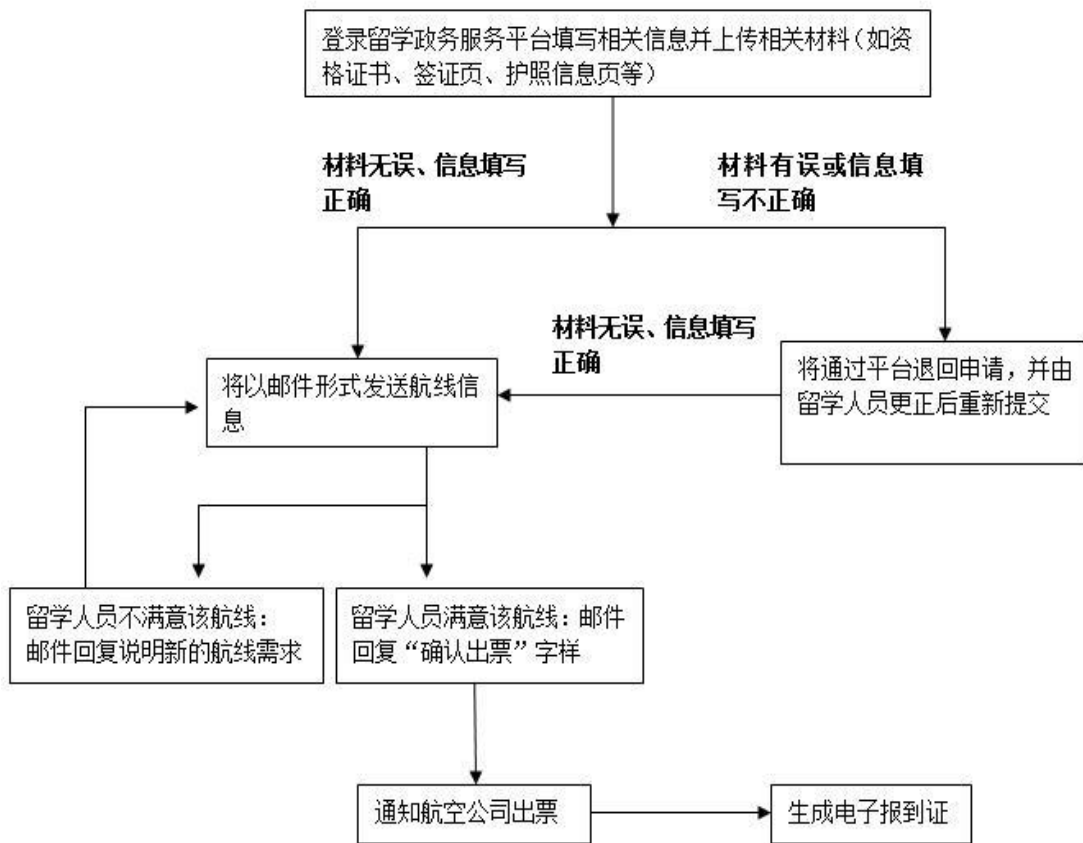 登录留学政务服务平台填写相关信息并上传相关材料（如资
格证书、签证页、护照信息页等）
材料无误、信息填写
正确
材料有误或信息填
写不正确
材料无误、信息填写
正确
将以邮件形式发送航线信
息
将通过平台退回申请，并由
留学人员更正后重新提交
留学人员不满意该航线：
邮件回复说明新的航线需求
留学人员满意该航线：邮件
回复“确认出票”字样
通知航空公司出票
生成电子报到证